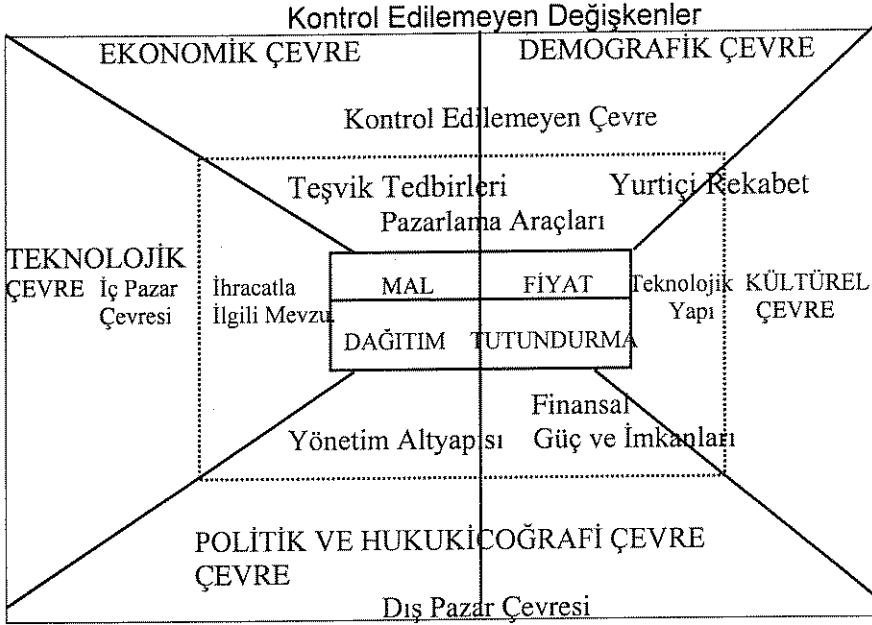 Kontrol Edilemeyen Değişkenler
EKONOMİK ÇEVRE
DEMOGRAFİK ÇEVRE
Kontrol Edilemeyen Çevre
Teşvik Tedbirleri
Yurtiçi Rekabet
Pazarlama Araçları
TEKNOLOJİK
ÇEVRE
İç Pazar
Çevresi
İhracatla
İlgili Mevzu
MAL
FİYAT
DAĞITIM
TUTUNDURMA
Teknolojik
Yapı
KÜLTÜREL
ÇEVRE
Yönetim Altyapısı
Finansal
Güç ve İmkanları
POLİTİK VE HUKUKİ
ÇEVRE
COĞRAFİ ÇEVRE
Dış Pazar Çevresi